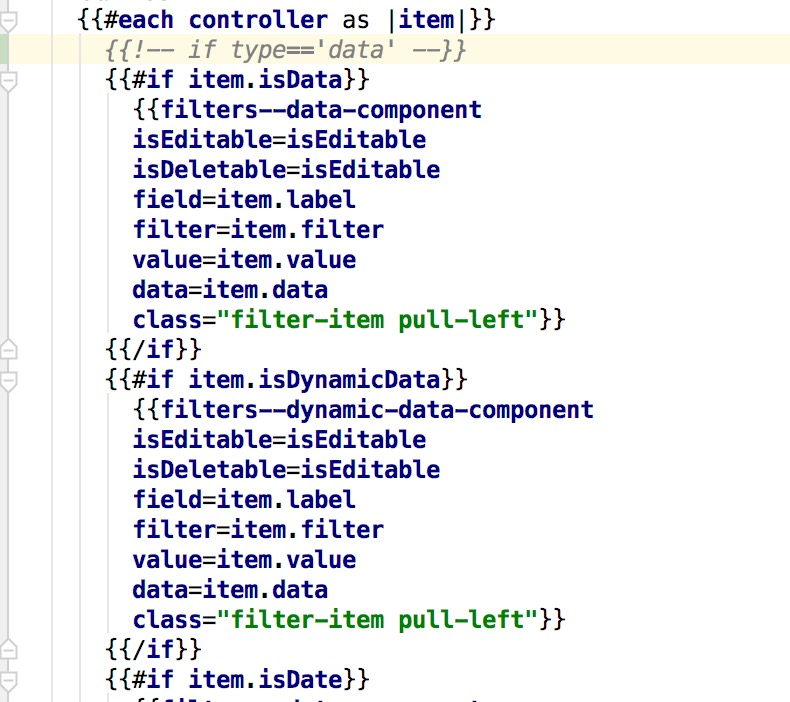 {{#each controller as |item|}}
{{!-- if type=='data' --}}
{{#if item.isData}}
{{filters--data-component
isEditable=isEditable
isDeletable=isEditable
field=item.label
filter=item.filter
value=item.value
data=item.data
class="filter-item pull-left"}}
{{/if}}
{{#if item.isDynamicData}}
{{filters--dynamic-data-component
isEditable=isEditable
isDeletable=isEditable
field=item.label
filter=item.filter
value=item.value
data=item.data
class="filter-item pull-left"}}
{{/if}}
{{#if item.isDate}}